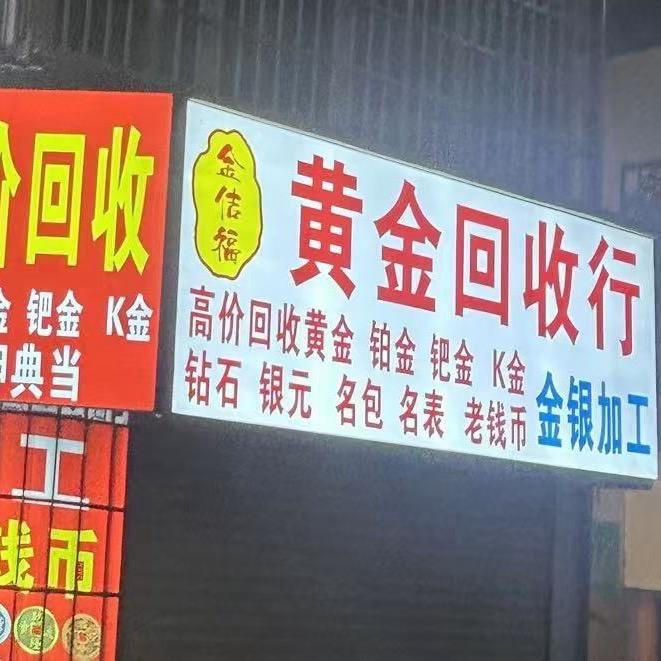 价回收
金 钯金 K金
典当
工
钱币
金佶福
黄金回收行
高价回收黄金 铂金 钯金 K金
钻石 银元 名包 名表 老钱币
金银加工